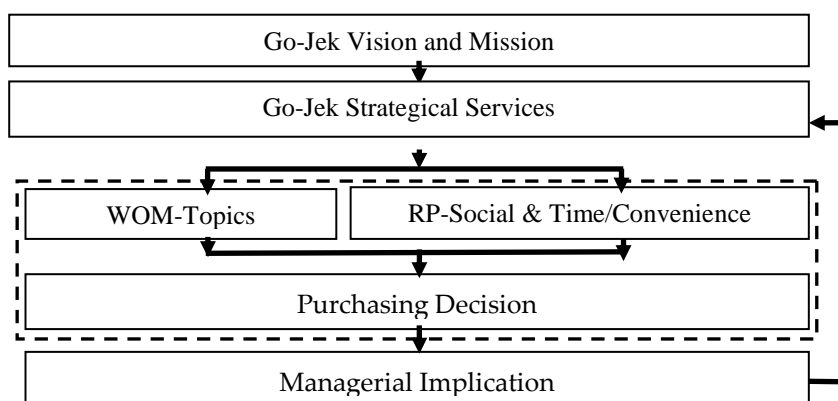 Go-Jek Vision and Mission
Go-Jek Strategical Services
WOM-Topics
RP-Social & Time/Convenience
Purchasing Decision
Managerial Implication